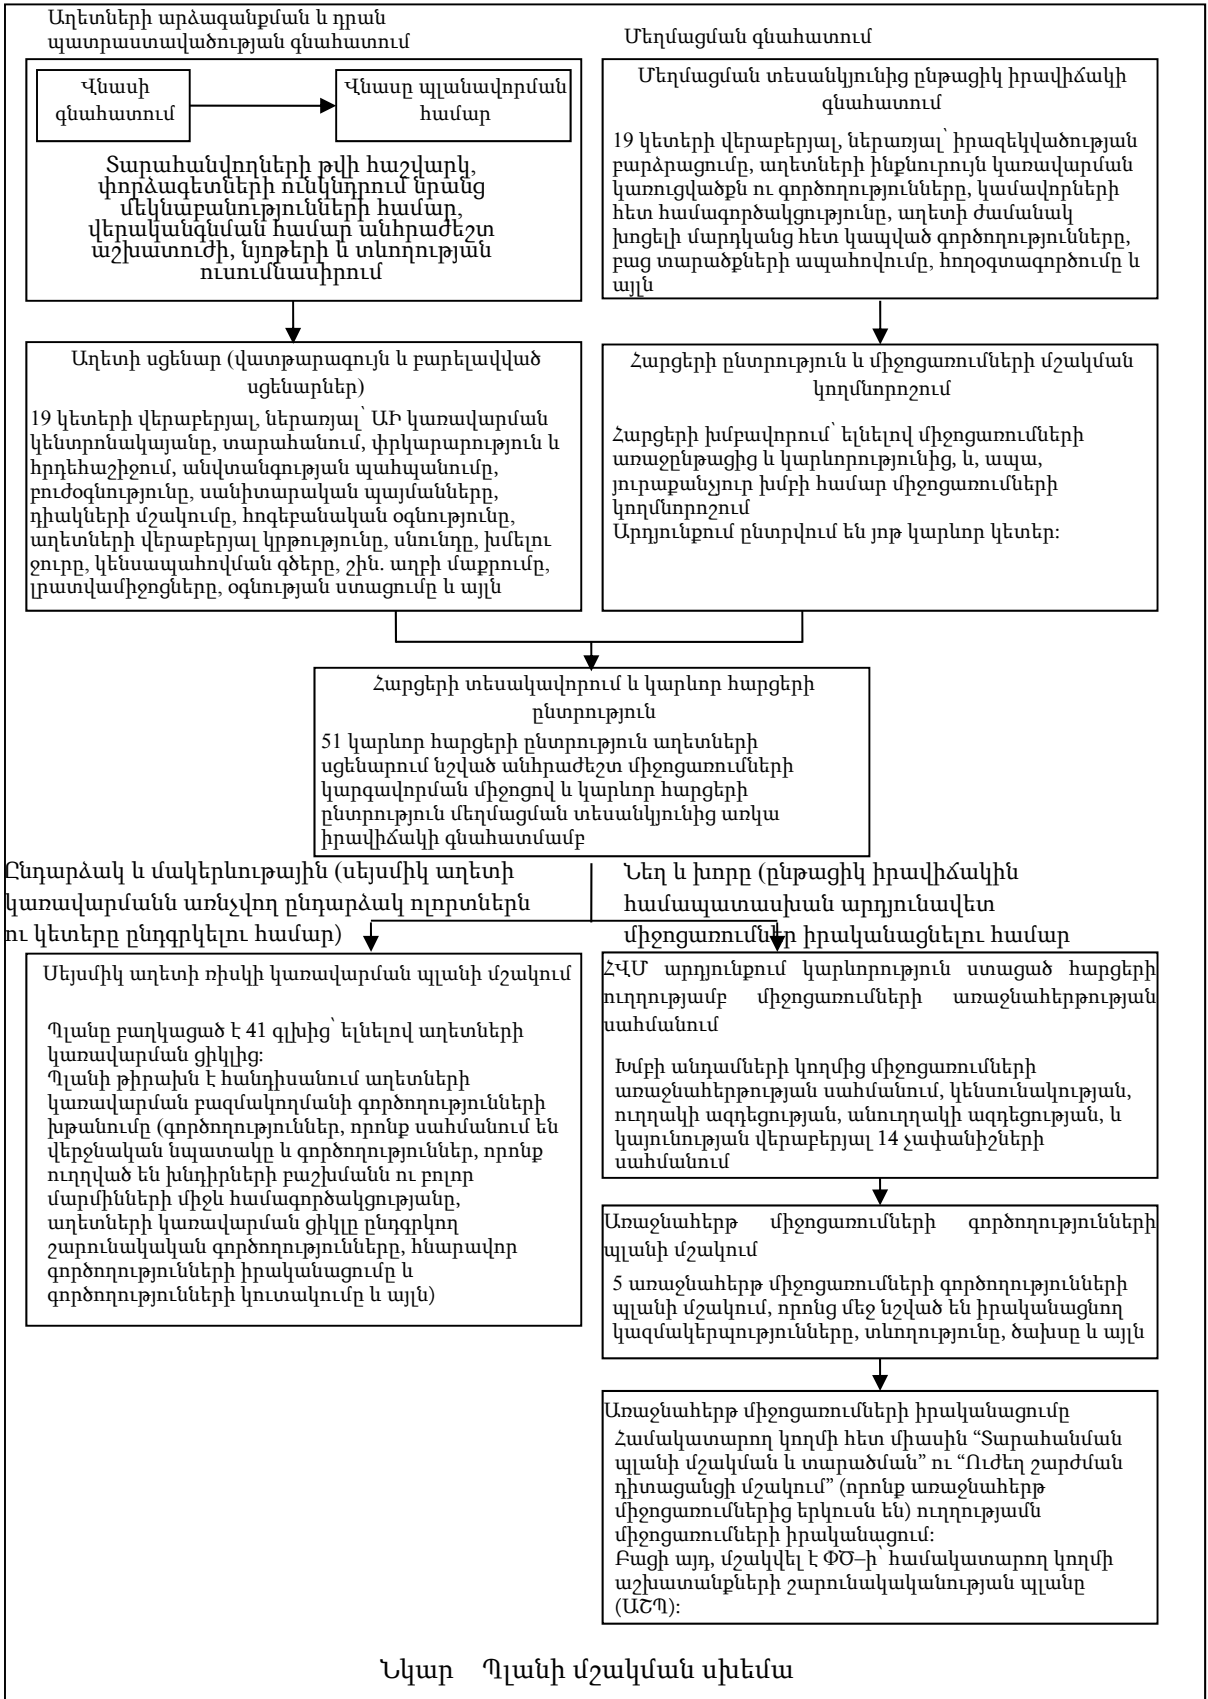 Աղետների արձագանքման և դրան
պատրաստավածության գնահատում
Վնասի
գնահատում
Վնասը պլանավորման
համար
Տարահանվողների թվի հաշվարկ,
փորձագետների ունկնդրում նրանց
մեկնաբանությունների համար,
վերականգնման համար անհրաժեշտ
աշխատուժի, նյոթերի և տևողության
ուսումնասիրում
Աղետի սցենար (վատթարագույն և բարելավված
սցենարներ)
19 կետերի վերաբերյալ, ներառյալ՝ ԱԻ կառավարման
կենտրոնակայանը, տարահանում, փրկարարություն և
հրդեհաշիջում, անվտանգության պահպանումը,
բուժօգնությունը, սանիտարական պայմանները,
դիակների մշակումը, հոգեբանական օգնությունը,
աղետների վերաբերյալ կրթությունը, սնունդը, խմելու
ջուրը, կենսապահովման գծերը, շին. աղբի մաքրումը,
լրատվամիջոցները, օգնության ստացումը և այլն
Մեղմացման գնահատում
Մեղմացման տեսանկյունից ընթացիկ իրավիճակի
գնահատում
19 կետերի վերաբերյալ, ներառյալ՝ իրազեկվածության
բարձրացումը, աղետների ինքնուրույն կառավարման
կառուցվածքն ու գործողությունները, կամավորների
հետ համագործակցությունը, աղետի ժամանակ
խոցելի մարդկանց հետ կապված գործողությունները,
բաց տարածքների ապահովումը, հողօգտագործումը և
այլն
Հարցերի ընտրություն և միջոցառումների մշակման
կողմնորոշում
Հարցերի խմբավորում՝ ելնելով միջոցառումների
առաջընթացից և կարևորությունից, և, ապա,
յուրաքանչյուր խմբի համար միջոցառումների
կողմնորոշում
Արդյունքում ընտրվում են յոթ կարևոր կետեր:
Հարցերի տեսակավորում և կարևոր հարցերի
ընտրություն
51 կարևոր հարցերի ընտրություն աղետների
սցենարում նշված անհրաժեշտ միջոցառումների
կարգավորման միջոցով և կարևոր հարցերի
ընտրություն մեղմացման տեսանկյունից առկա
իրավիճակի գնահատմամբ
Ընդարձակ և մակերևութային (սեյսմիկ աղետի
կառավարմանն առնչվող ընդարձակ ոլորտներն
ու կետերը ընդգրկելու համար)
Սեյսմիկ աղետի ռիսկի կառավարման պլանի մշակում
Պլանը բաղկացած է 41 գլխից՝ ելնելով աղետների
կառավարման ցիկլից:
Պլանի թիրախն է հանդիսանում աղետների
կառավարման բազմակողմանի գործողությունների
խթանումը (գործողություններ, որոնք սահմանում են
վերջնական նպատակը և գործողություններ, որոնք
ուղղված են խնդիրների բաշխմանն ու բոլոր
մարմինների միջև համագործակցությանը,
աղետների կառավարման ցիկլը ընդգրկող
շարունակական գործողությունները, հնարավոր
գործողությունների իրականացումը և
գործողությունների կուտակումը և այլն)
Նեղ և խորը (ընթացիկ իրավիճակին
համապատասխան արդյունավետ
միջոցառումներ իրականացնելու համար
ՀՎՄ արդյունքում կարևորություն ստացած հարցերի
ուղղությամբ միջոցառումների առաջնահերթության
սահմանում
Խմբի անդամների կողմից միջոցառումների
առաջնահերթության սահմանում, կենսունակության,
ուղղակի ազդեցության, անուղղակի ազդեցության, և
կայունության վերաբերյալ 14 չափանիշների
սահմանում
Առաջնահերթ միջոցառումների գործողությունների
պլանի մշակում
5 առաջնահերթ միջոցառումների գործողությունների
պլանի մշակում, որոնց մեջ նշված են իրականացնող
կազմակերպությունները, տևողությունը, ծախսը և այլն
Առաջնահերթ միջոցառումների իրականացումը
Համակատարող կողմի հետ միասին “Տարահանման
պլանի մշակման և տարածման” ու “Ուժեղ շարժման
դիտացանցի մշակում” (որոնք առաջնահերթ
միջոցառումներից երկուսն են) ուղղությամն
միջոցառումների իրականացում:
Բացի այդ, մշակվել է ՓԾ–ի՝ համակատարող կողմի
աշխատանքների շարունակականության պլանը
(ԱՇՊ):
Նկար Պլանի մշակման սխեմա